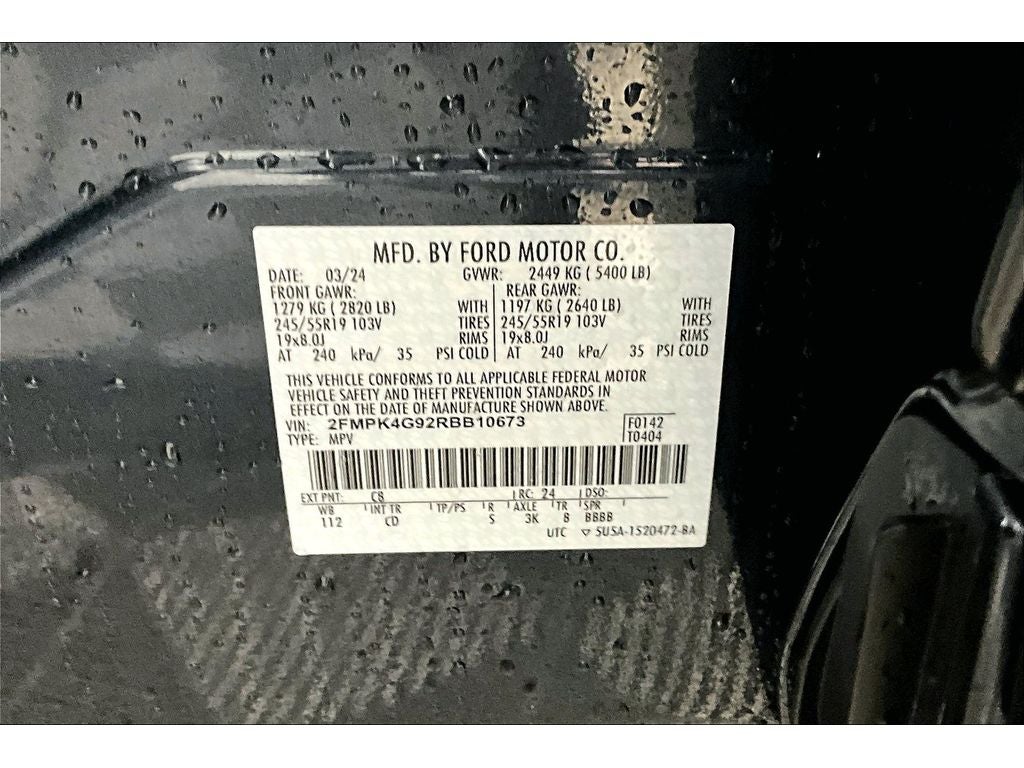 MFD. BY FORD MOTOR CO.
DATE: 03/24 GVWR: 2449 KG ( 5400 LB)
FRONT GAWR: REAR GAWR:
1279 KG ( 2820 LB) WITH 1197 KG ( 2640 LB) WITH
245/55R19 103V TIRES 245/55R19 103V TIRES
19x8.0J RIMS 19x8.0J RIMS
AT 240 kPa/ 35 PSI COLD AT 240 kPa/ 35 PSI COLD
THIS VEHICLE CONFORMS TO ALL APPLICABLE FEDERAL MOTOR
VEHICLE SAFETY AND THEFT PREVENTION STANDARDS IN
EFFECT ON THE DATE OF MANUFACTURE SHOWN ABOVE.
VIN: 2FMPK4G92RBB10673 F0142
TYPE: MPV T0404
EXT PNT: C8 RC: 24 DSO:
WB INT TR TP/PS R AXLE TR SPR
112 CD S 3K 8 BBBB
UTC ▽ 5USA-1520472-BA